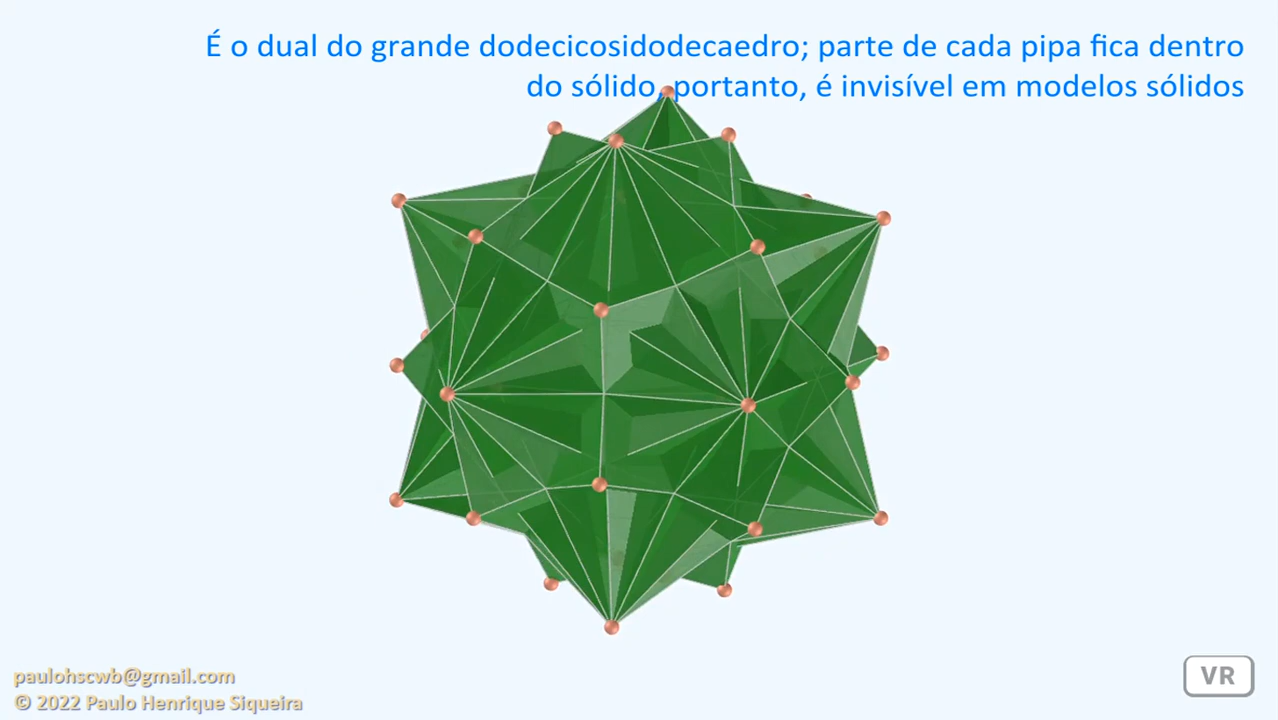 É o dual do grande dodecicosidodecaedro; parte de cada pipa fica dentro
do sólido, portanto, é invisível em modelos sólidos
paulohscwb@gmail.com
© 2022 Paulo Henrique Siqueira
VR